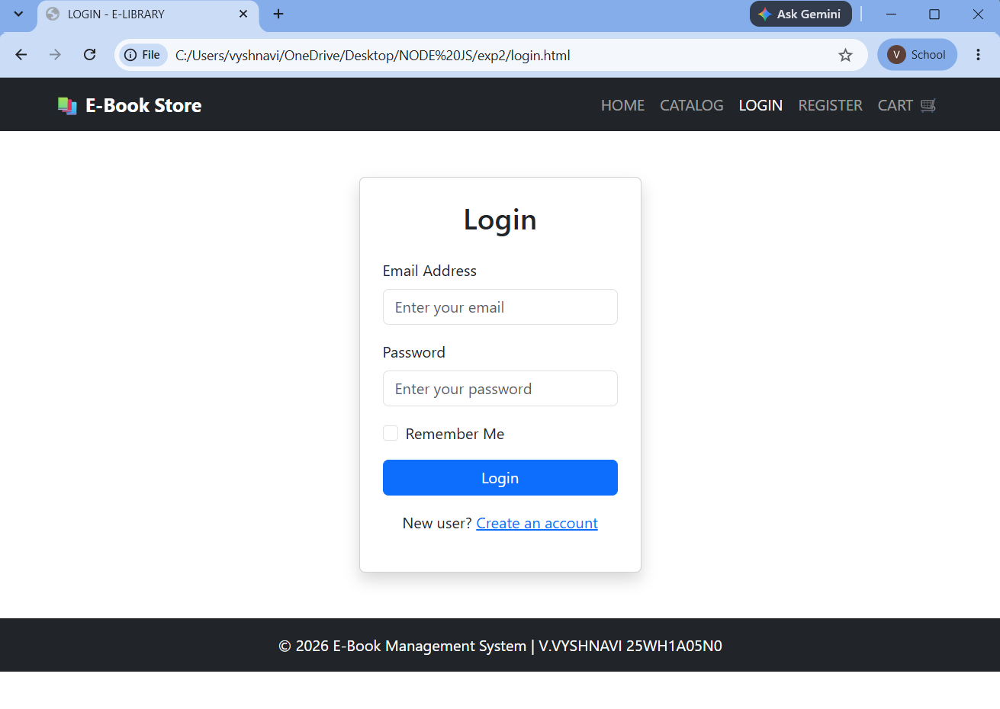 LOGIN - E-LIBRARY
Ask Gemini
File C:/Users/vyshnavi/OneDrive/Desktop/NODE%20JS/exp2/login.html
V School
E-Book Store HOME CATALOG LOGIN REGISTER CART
Login
Email Address
Enter your email
Password
Enter your password
Remember Me
Login
New user? Create an account
© 2026 E-Book Management System | V.VYSHNAVI 25WH1A05N0